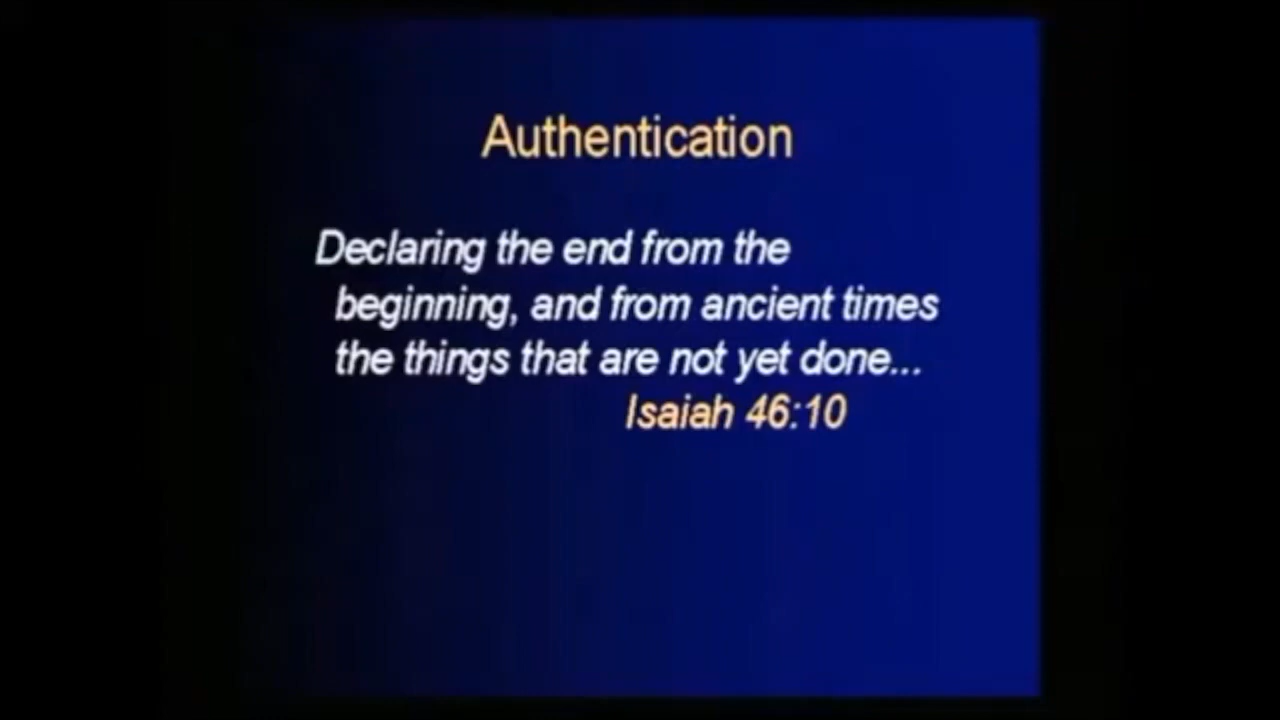 Authentication
Declaring the end from the
beginning, and from ancient times
the things that are not yet done...
Isaiah 46:10